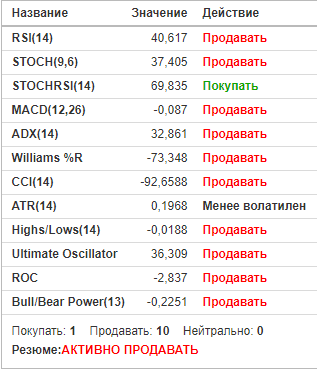 Название Значение Действие
RSI(14) 40,617 Продавать
STOCH(9,6) 37,405 Продавать
STOCHRSI(14) 69,835 Покупать
MACD(12,26) -0,087 Продавать
ADX(14) 32,861 Продавать
Williams %R -73,348 Продавать
CCI(14) -92,6588 Продавать
ATR(14) 0,1968 Менее волатилен
Highs/Lows(14) -0,0188 Продавать
Ultimate Oscillator 36,309 Продавать
ROC -2,837 Продавать
Bull/Bear Power(13) -0,2251 Продавать
Покупать: 1 Продавать: 10 Нейтрально: 0
Резюме:АКТИВНО ПРОДАВАТЬ